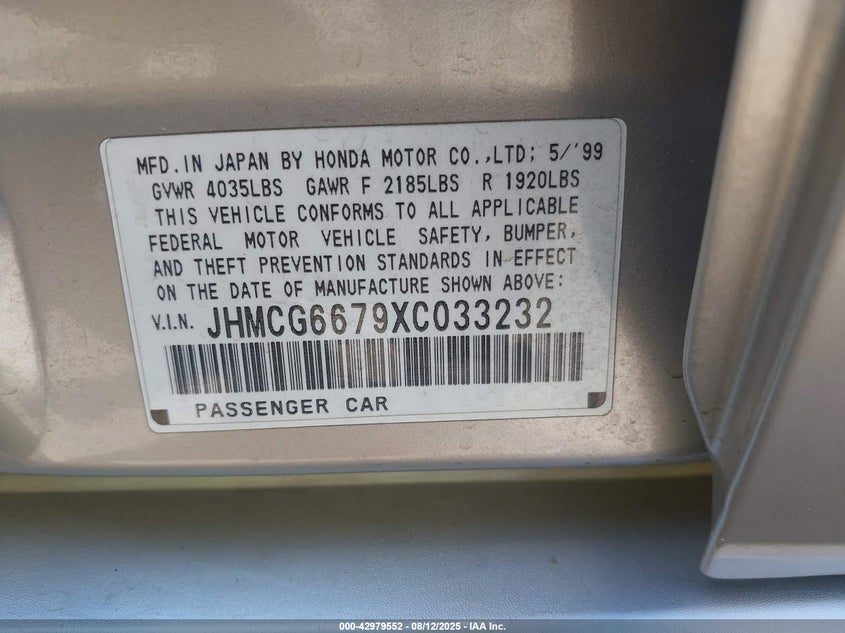 MFD.IN JAPAN BY HONDA MOTOR CO.,LTD; 5/'99
GVWR 4035LBS GAWR F 2185LBS R 1920LBS
THIS VEHICLE CONFORMS TO ALL APPLICABLE
FEDERAL MOTOR VEHICLE SAFETY, BUMPER,
AND THEFT PREVENTION STANDARDS IN EFFECT
ON THE DATE OF MANUFACTURE SHOWN ABOVE:
V.I.N. JHMCG6679XC033232
PASSENGER CAR
000-42979552 - 08/12/2025 - IAA Inc.